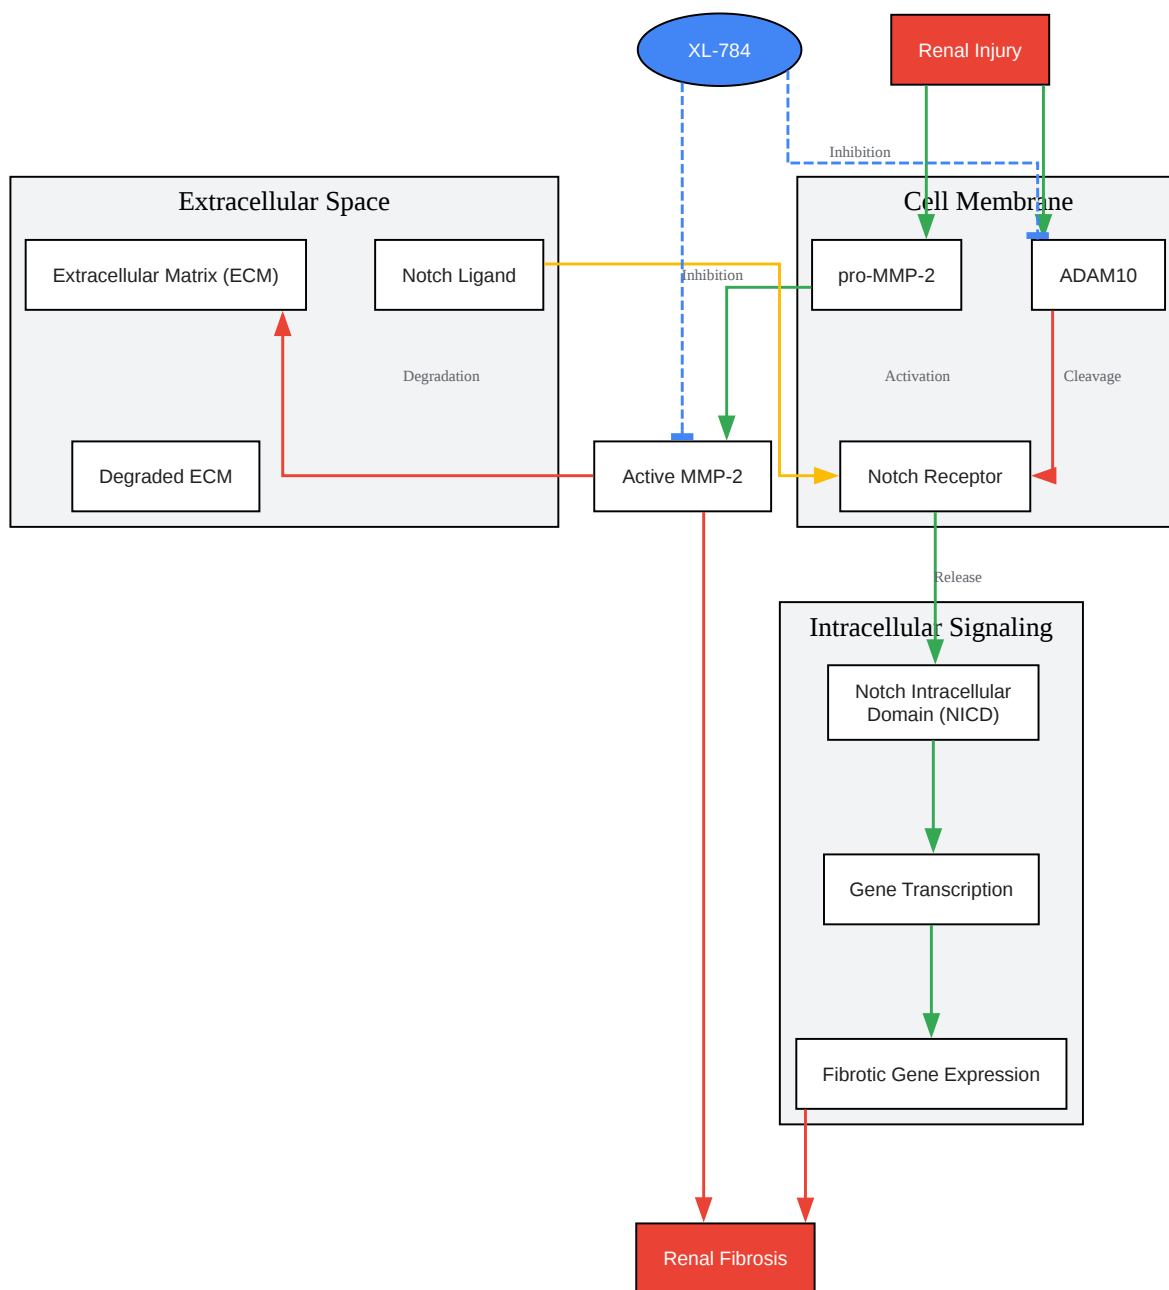 XL-784
Renal Injury
Inhibition
Extracellular Space
Cell Membrane
Extracellular Matrix (ECM)
Notch Ligand
Inhibition
pro-MMP-2
ADAM10
Degradation
Activation
Cleavage
Degraded ECM
Active MMP-2
Notch Receptor
Release
Intracellular Signaling
Notch Intracellular
Domain (NICD)
Gene Transcription
Fibrotic Gene Expression
Renal Fibrosis